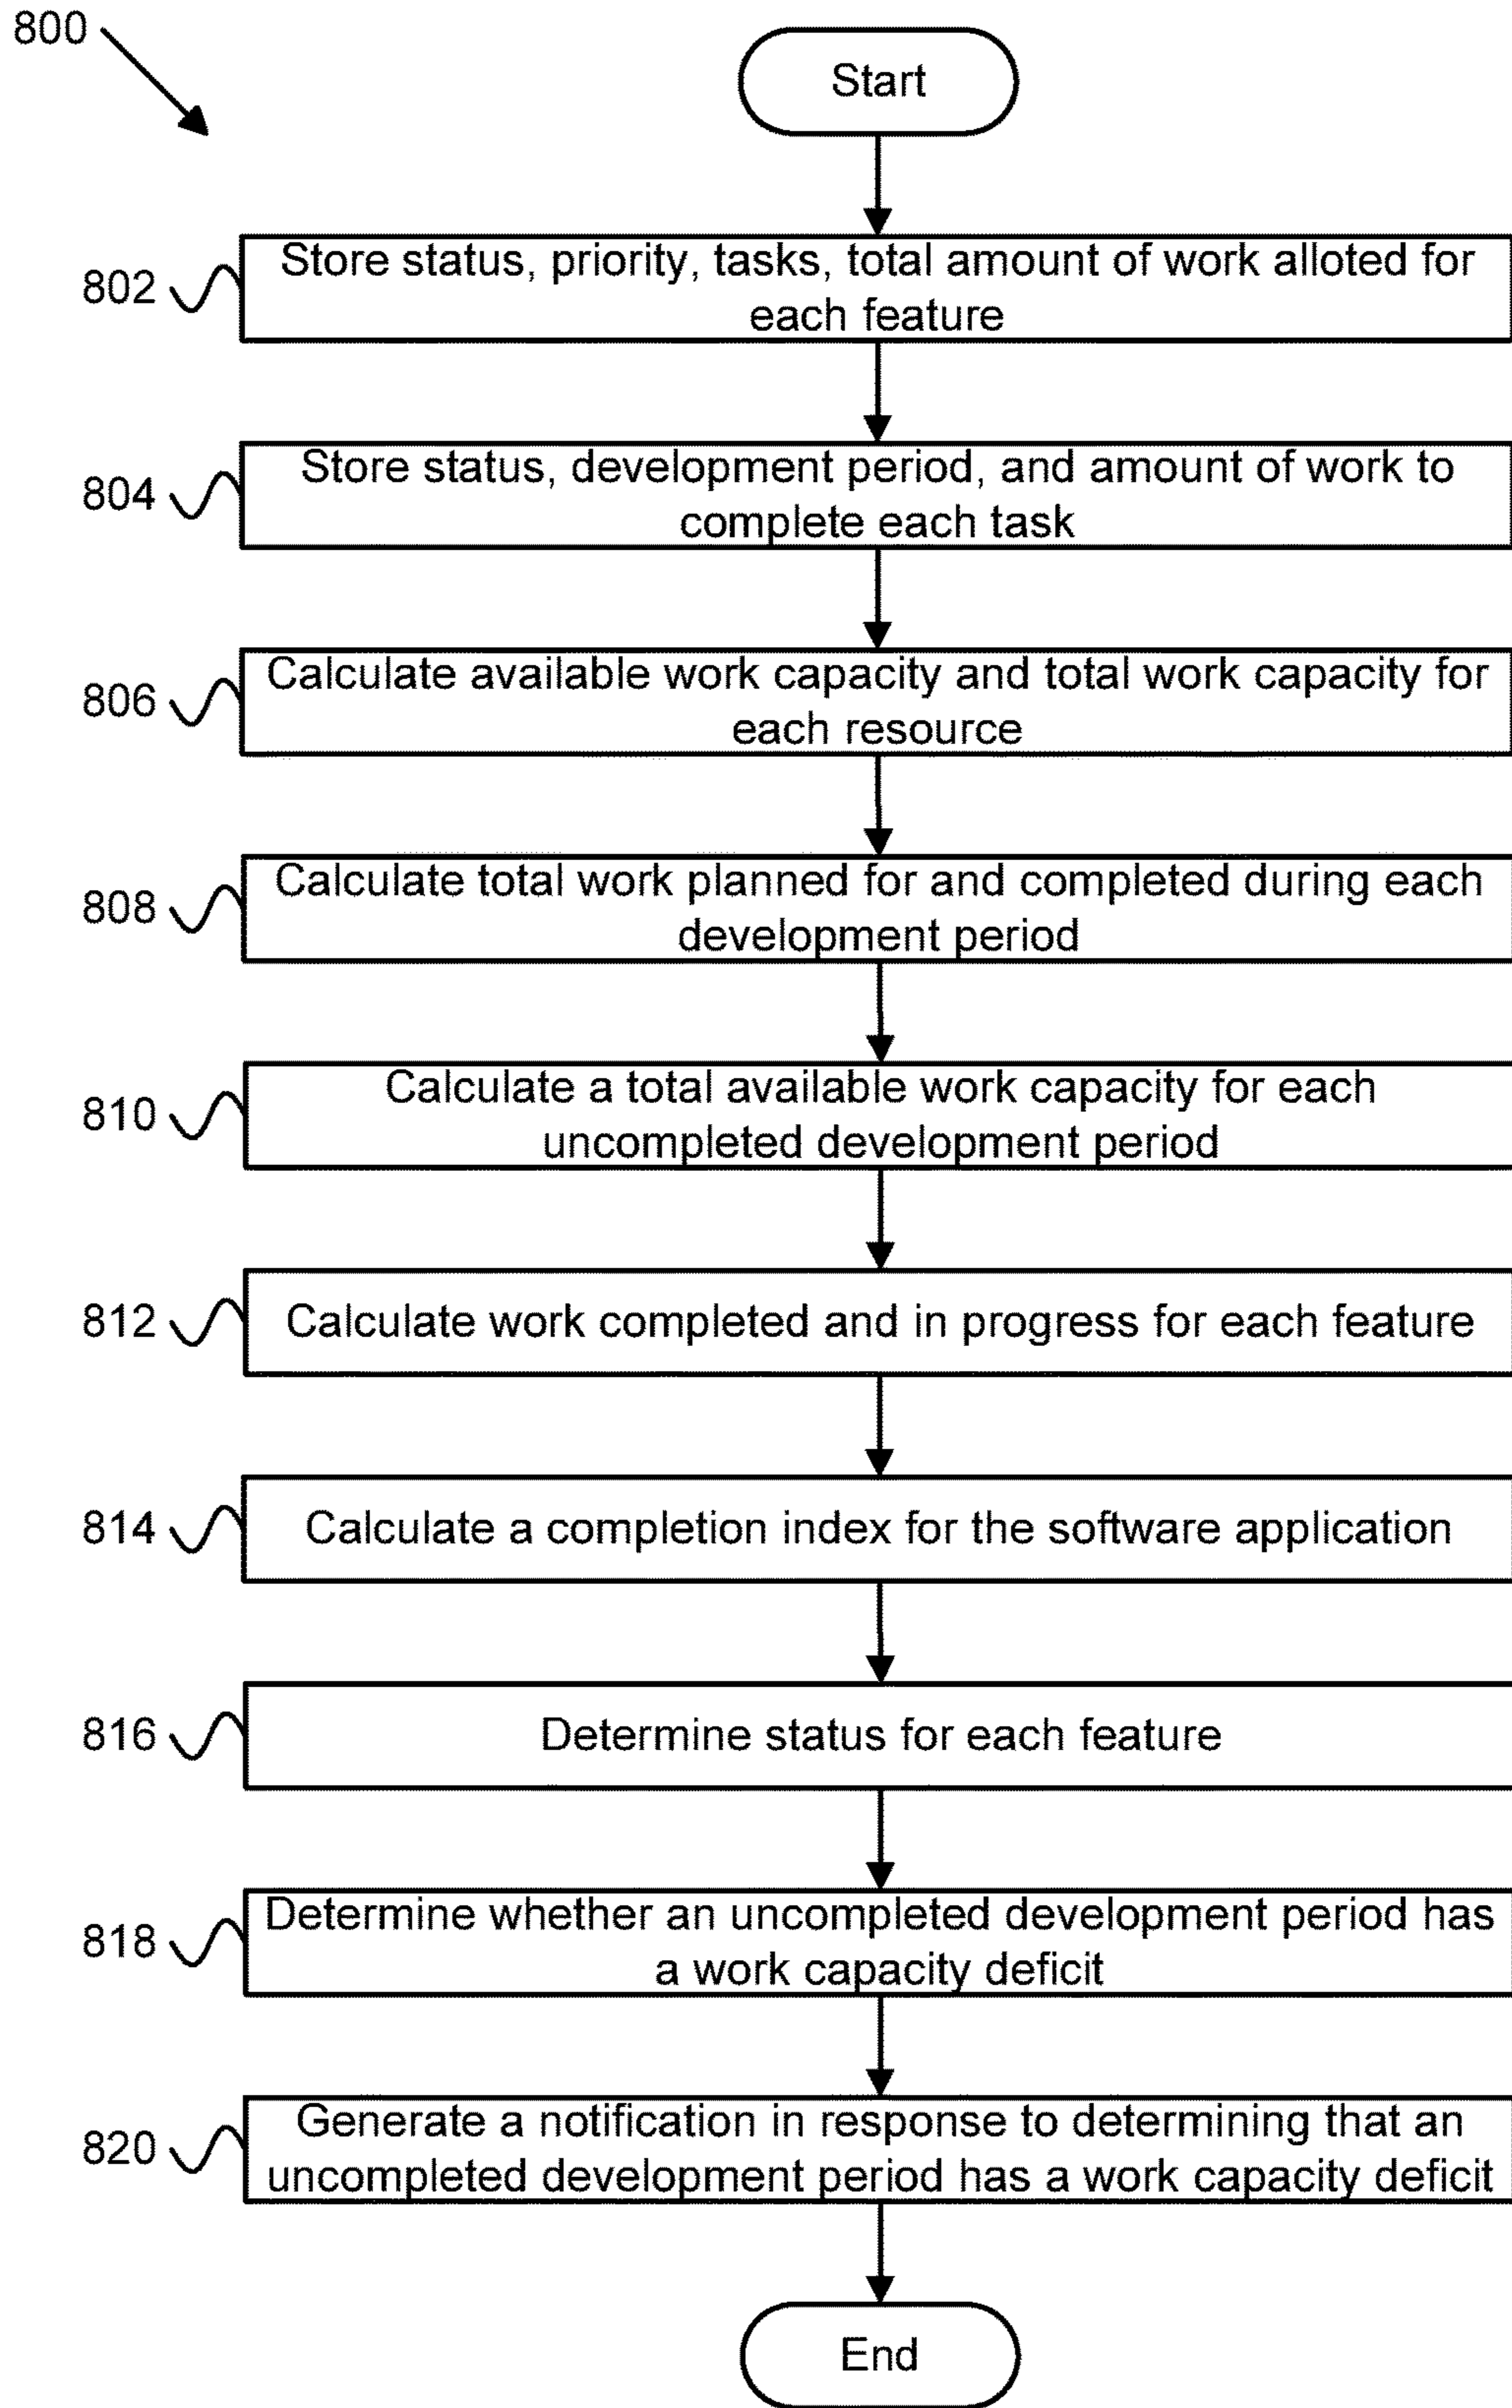 800
Start
802
Store status, priority, tasks, total amount of work alloted for
each feature
804
Store status, development period, and amount of work to
complete each task
806
Calculate available work capacity and total work capacity for
each resource
808
Calculate total work planned for and completed during each
development period
810
Calculate a total available work capacity for each
uncompleted development period
812
Calculate work completed and in progress for each feature
814
Calculate a completion index for the software application
816
Determine status for each feature
818
Determine whether an uncompleted development period has
a work capacity deficit
820
Generate a notification in response to determining that an
uncompleted development period has a work capacity deficit
End